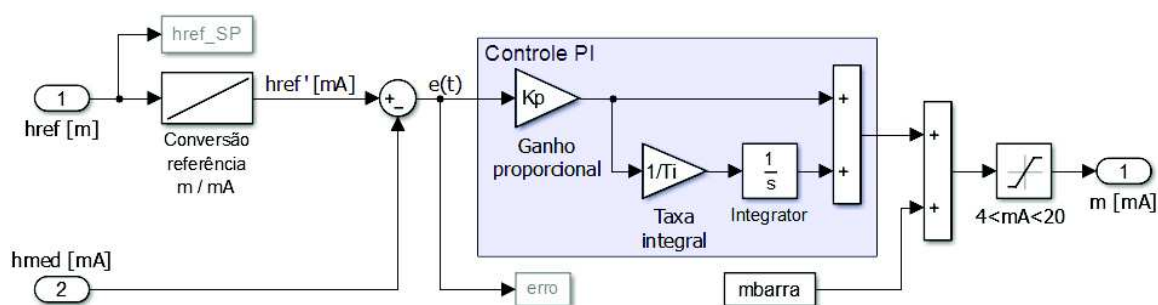 href_SP
Controle PI
href' [mA]
e(t)
1
+
-
Kp
+
href [m]
Conversão
referência
m / mA
Ganho
proporcional
+
1/Ti
1
s
+
1
4<mA<20
m [mA]
Taxa
integral
Integrator
+
hmed [mA]
2
erro
mbarra